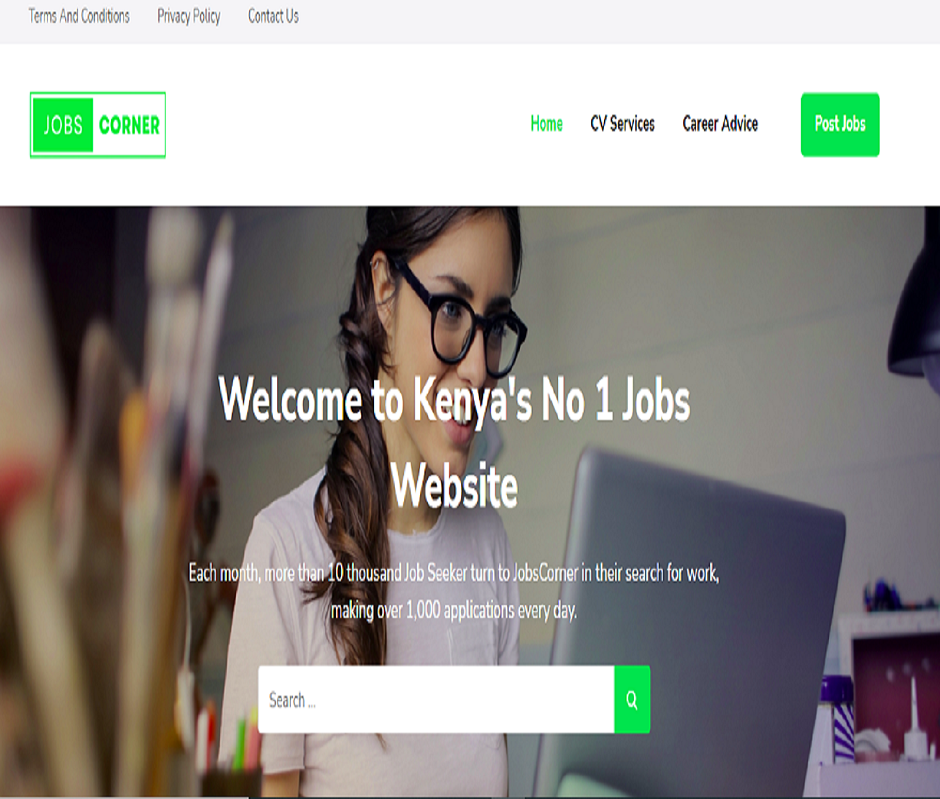 Terms And Conditions Privacy Policy Contact Us
JOBS CORNER Home CV Services Career Advice Post Jobs
Welcome to Kenya's No 1 Jobs
Website
Each month, more than 10 thousand Job Seeker turn to JobsCorner in their search for work,
making over 1,000 applications every day.
Search ...